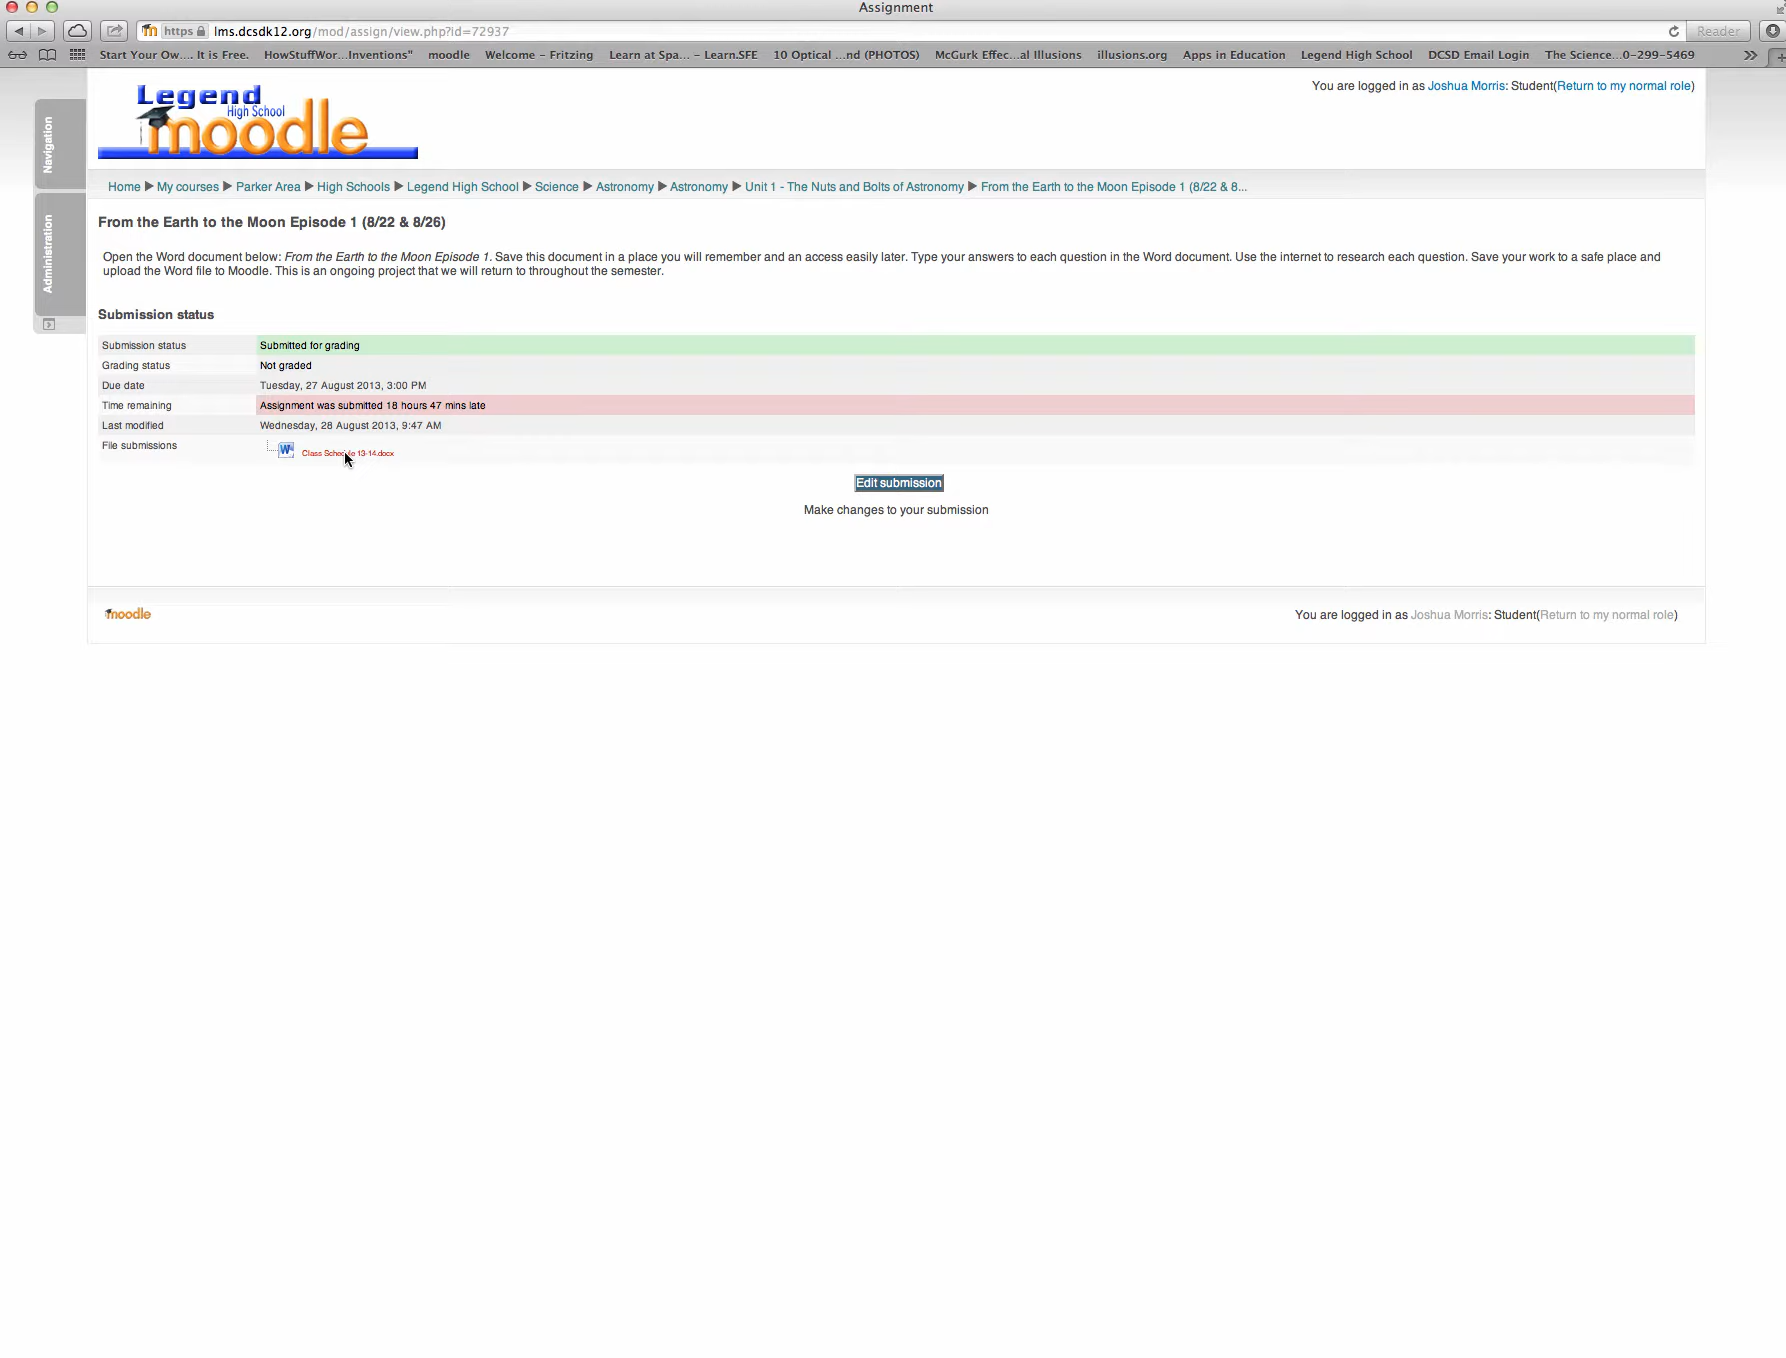 Assignment
https lms.dcsdk12.org/mod/assign/view.php?id=72937
Reader
Start Your Ow.... It is Free. HowStuffWor...Inventions" moodle Welcome – Fritzing Learn at Spa... – Learn.SFE 10 Optical ...nd (PHOTOS) McGurk Effec...al Illusions illusions.org Apps in Education Legend High School DCSD Email Login The Science...0-299-5469
Legend
High School
moodle
You are logged in as Joshua Morris: Student(Return to my normal role)
Navigation
Administration
Home ▶ My courses ▶ Parker Area ▶ High Schools ▶ Legend High School ▶ Science ▶ Astronomy ▶ Astronomy ▶ Unit 1 - The Nuts and Bolts of Astronomy ▶ From the Earth to the Moon Episode 1 (8/22 & 8...
From the Earth to the Moon Episode 1 (8/22 & 8/26)
Open the Word document below: From the Earth to the Moon Episode 1. Save this document in a place you will remember and an access easily later. Type your answers to each question in the Word document. Use the internet to research each question. Save your work to a safe place and
upload the Word file to Moodle. This is an ongoing project that we will return to throughout the semester.
Submission status
Submission status Submitted for grading
Grading status Not graded
Due date Tuesday, 27 August 2013, 3:00 PM
Time remaining Assignment was submitted 18 hours 47 mins late
Last modified Wednesday, 28 August 2013, 9:47 AM
File submissions
Class Schedule 13-14.docx
Edit submission
Make changes to your submission
moodle
You are logged in as Joshua Morris: Student(Return to my normal role)